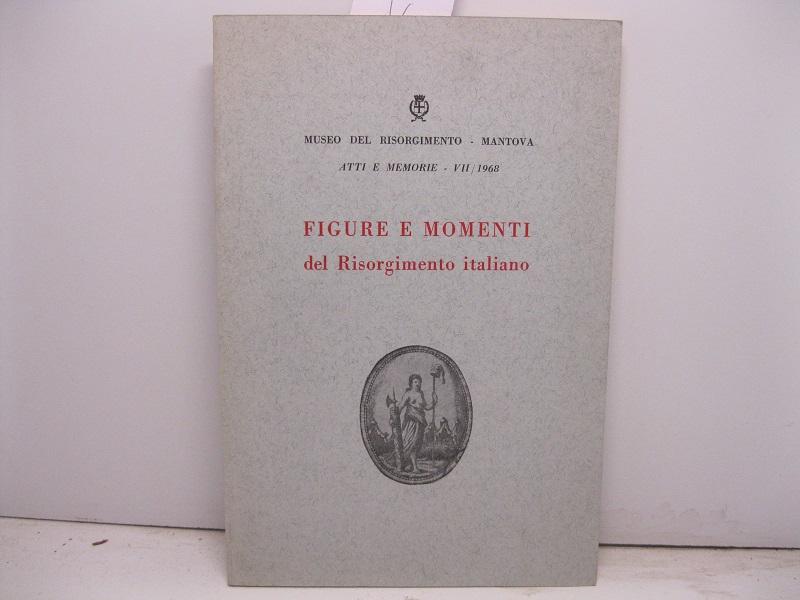 MUSEO DEL RISORGIMENTO - MANTOVA
ATTI E MEMORIE - VII/1968
FIGURE E MOMENTI
del Risorgimento italiano